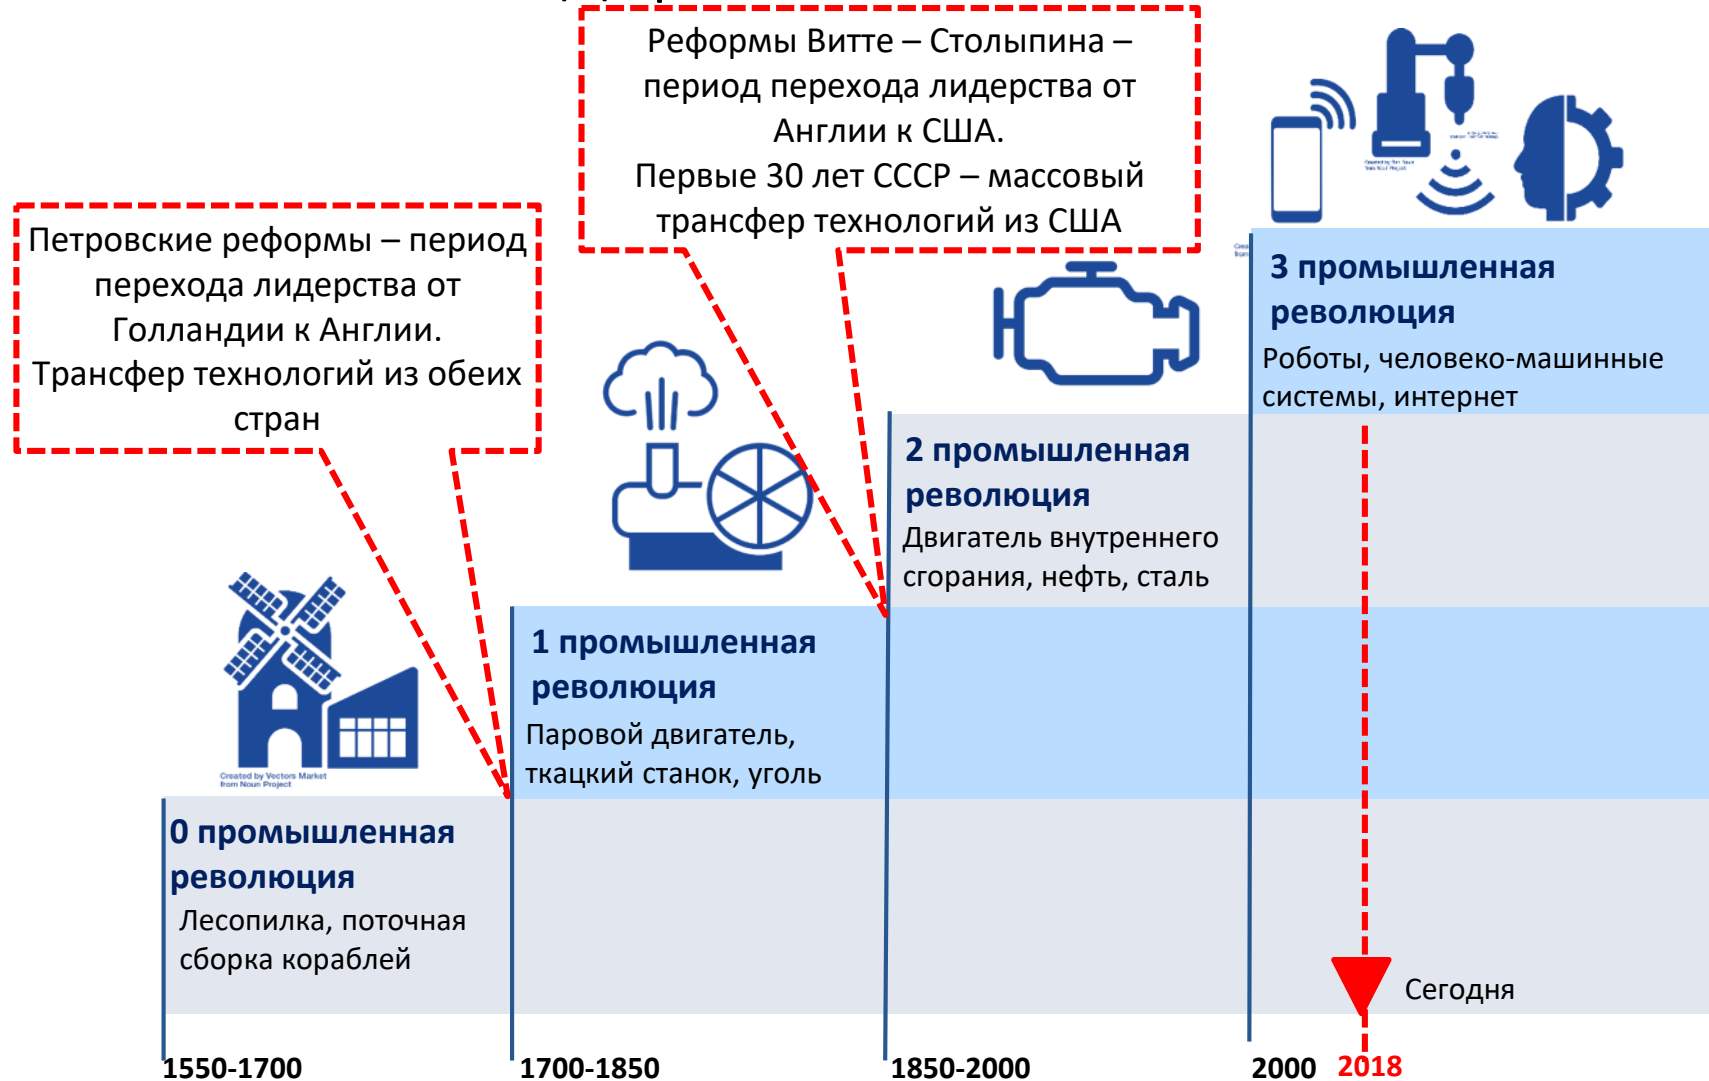 Реформы Витте – Столыпина –
период перехода лидерства от
Англии к США.
Первые 30 лет СССР – массовый
трансфер технологий из США
Петровские реформы – период
перехода лидерства от
Голландии к Англии.
Трансфер технологий из обеих
стран
3 промышленная
революция
Роботы, человеко-машинные
системы, интернет
2 промышленная
революция
Двигатель внутреннего
сгорания, нефть, сталь
1 промышленная
революция
Паровой двигатель,
ткацкий станок, уголь
Created by Vectors Market
from Noun Project
0 промышленная
революция
Лесопилка, поточная
сборка кораблей
Сегодня
1550-1700
1700-1850
1850-2000
2000
2018